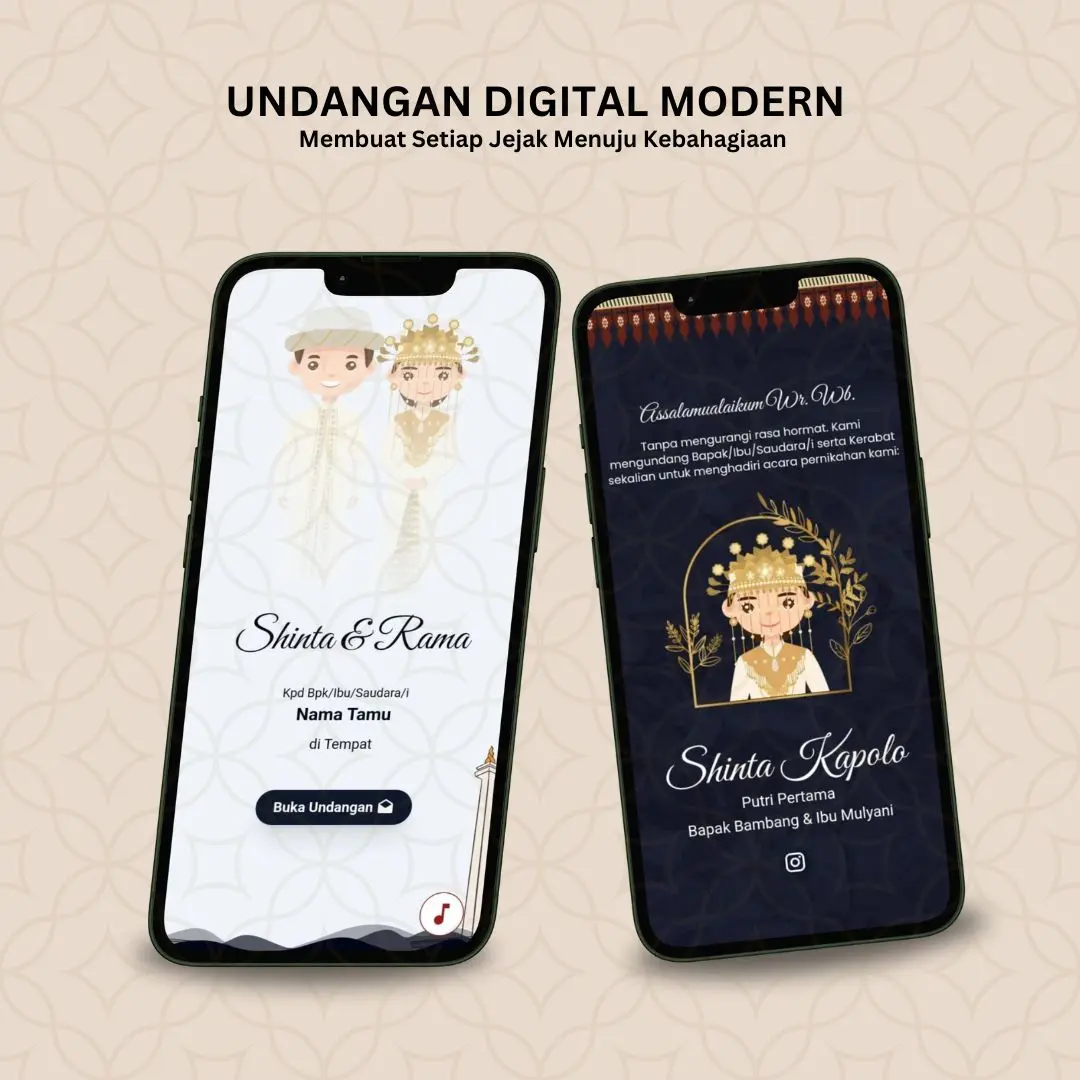 UNDANGAN DIGITAL MODERN
Membuat Setiap Jejak Menuju Kebahagiaan
Shinta & Rama
Kpd Bpk/Ibu/Saudara/i
Nama Tamu
di Tempat
Buka Undangan
Assalamualaikum Wr. Wb.
Tanpa mengurangi rasa hormat. Kami
mengundang Bapak/Ibu/Saudara/i serta Kerabat
sekalian untuk menghadiri acara pernikahan kami:
Shinta Kapolo
Putri Pertama
Bapak Bambang & Ibu Mulyani